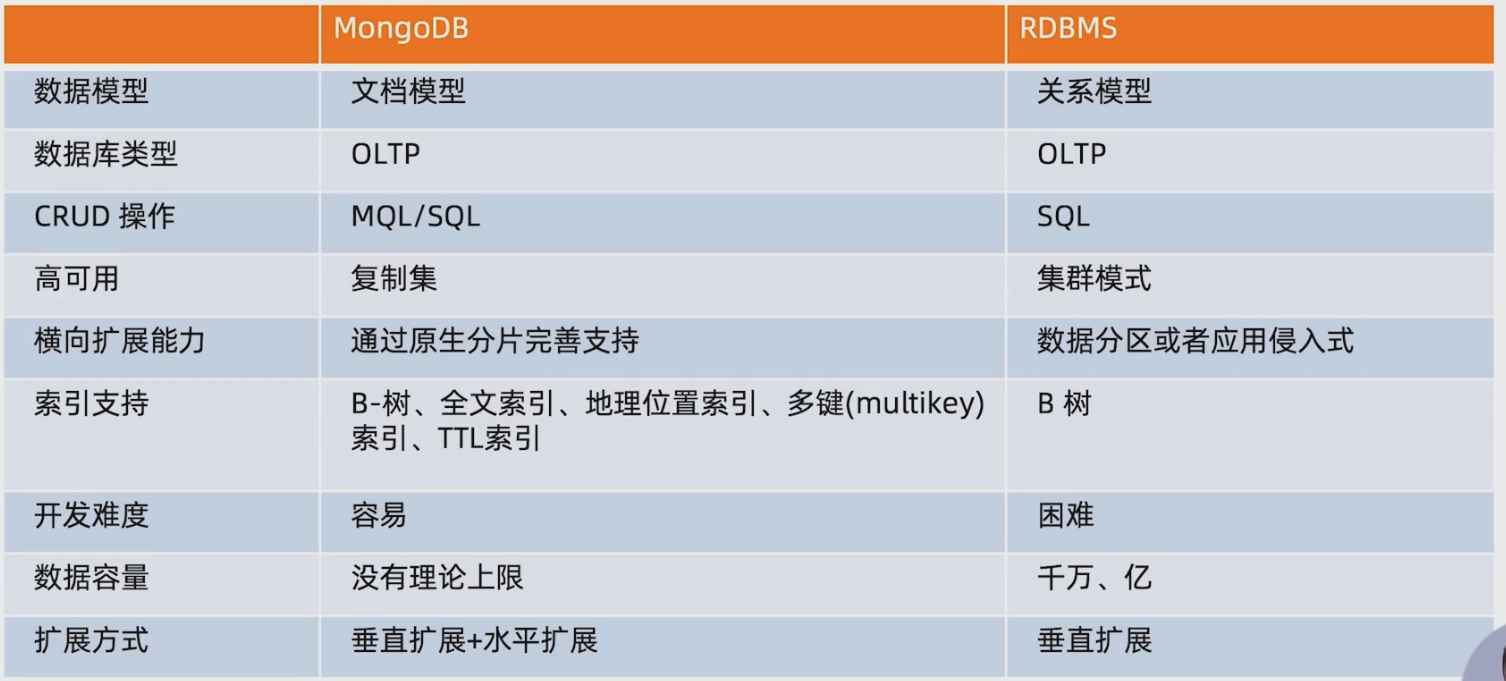 MongoDB RDBMS
数据模型 文档模型 关系模型
数据库类型 OLTP OLTP
CRUD 操作 MQL/SQL SQL
高可用 复制集 集群模式
横向扩展能力 通过原生分片完善支持 数据分区或者应用侵入式
索引支持 B-树、全文索引、地理位置索引、多键(multikey) B 树
索引、TTL索引
开发难度 容易 困难
数据容量 没有理论上限 千万、亿
扩展方式 垂直扩展+水平扩展 垂直扩展